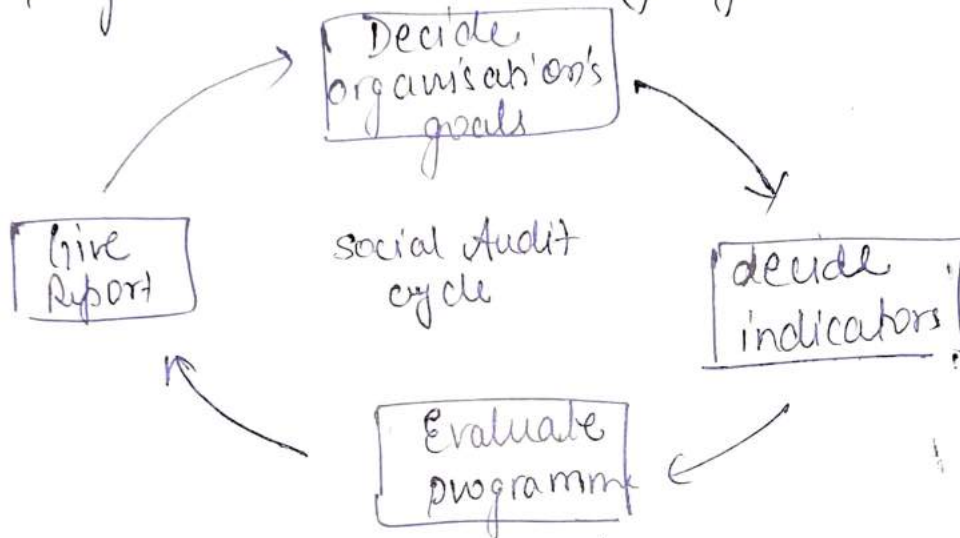 Decide
organisation's
goals
Give
Report
Social Audit
cycle
decide
indicators
Evaluate
programme